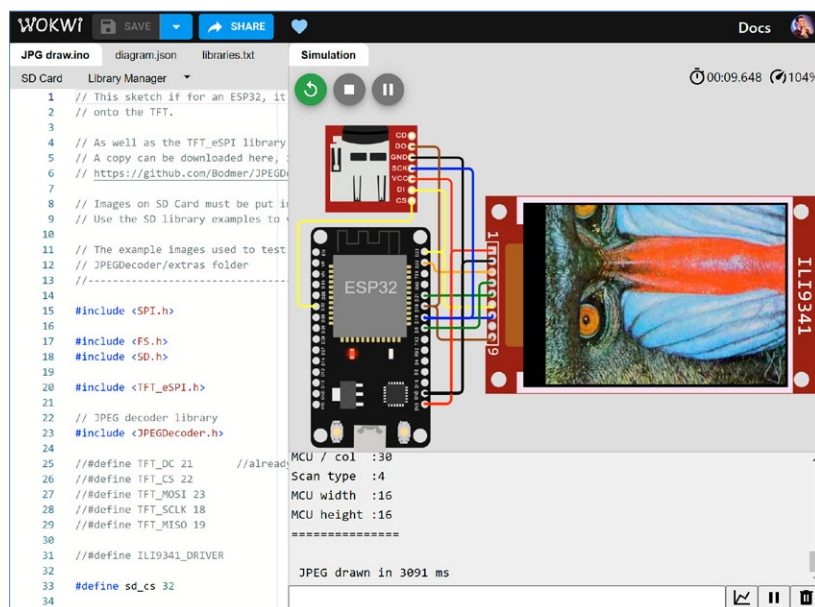 WOKWi SAVE SHARE Docs
JPG draw.ino diagram.json libraries.txt Simulation
SD Card Library Manager
00:09.648 1049
1 // This sketch if for an ESP32, it
2 // onto the TFT.
3
4 // As well as the TFT_eSPI library
5 // A copy can be downloaded here,
6 // https://github.com/Bodmer/JPEGDe
7
8 // Images on SD Card must be put in
9 // Use the SD library examples to v
10
11 // The example images used to test
12 // JPEGDecoder/extras folder
13 //----------------------------------
14
15 #include <SPI.h>
16
17 #include <FS.h>
18 #include <SD.h>
19
20 #include <TFT_eSPI.h>
21
22 // JPEG decoder library
23 #include <JPEGDecoder.h>
24
25 //#define TFT_DC 21 //already
26 //#define TFT_CS 22
27 //#define TFT_MOSI 23
28 //#define TFT_SCLK 18
29 //#define TFT_MISO 19
30
31 //#define ILI9341_DRIVER
32
33 #define sd_cs 32
34
CD
DO
GND
SCK
VCC
DI
CS
ESP32
1
9
ILI9341
MCU / col :30
Scan type :4
MCU width :16
MCU height :16
===============
JPEG drawn in 3091 ms